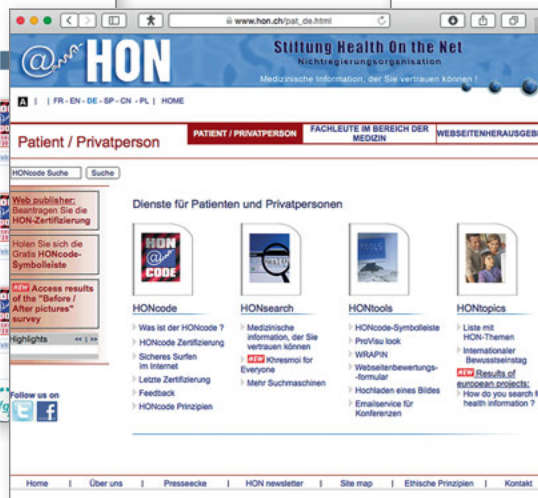 www.hon.ch/pat_de.html
HON
Stiftung Health On the Net
Nichtregierungsorganisation
Medizinische Information, der Sie vertrauen können !
A | | FR - EN - DE - SP - CN - PL | HOME
Patient / Privatperson
PATIENT / PRIVATPERSON
FACHLEUTE IM BEREICH DER
MEDIZIN
WEBSEITENHERAUSGEB
HONcode Suche
Suche
Web publisher:
Beantragen Sie die
HON-Zertifizierung
Holen Sie sich die
Gratis HONcode-
Symbolleiste
NEW Access results
of the "Before /
After pictures"
survey
Highlights << || >>
Follow us on
Dienste für Patienten und Privatpersonen
HON
CODE
HONcode
Was ist der HONcode ?
HONcode Zertifizierung
Sicheres Surfen
im Internet
Letzte Zertifizierung
Feedback
HONcode Prinzipien
HONsearch
Medizinische
information, der Sie
vertrauen können
NEW Khresmoi for
Everyone
Mehr Suchmaschinen
TOOLS
HONtools
HONcode-Symbolleiste
ProVisu look
WRAPIN
Webseitenbewertungs-
-formular
Hochladen eines Bildes
Emailservice für
Konferenzen
HONtopics
Liste mit
HON-Themen
Internationaler
Bewusstseinstag
NEW Results of
european projects:
How do you search f
health information ?
Home | Über uns | Presseecke | HON newsletter | Site map | Ethische Prinzipien | Kontakt